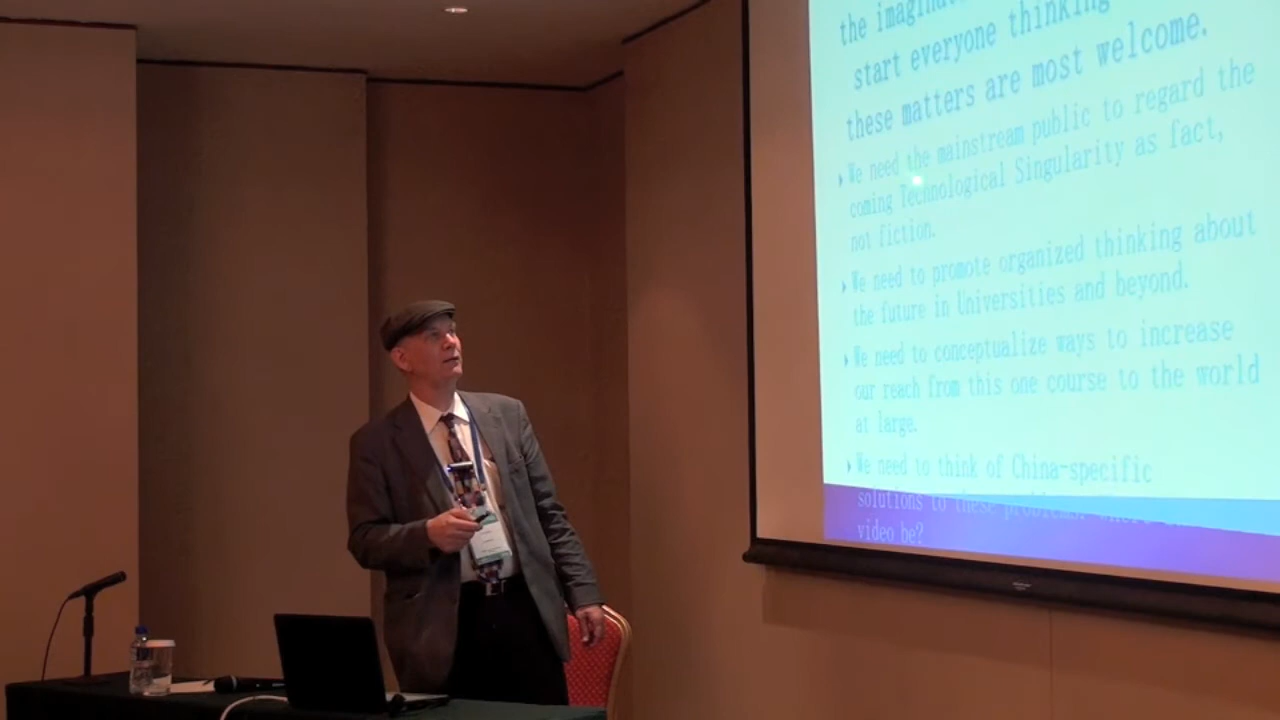 the
start everyone thinking
these matters are most welcome.
We need the mainstream public to regard the
coming Technological Singularity as fact,
not fiction.
We need to promote organized thinking about
the future in Universities and beyond.
We need to conceptualize ways to increase
our reach from this one course to the world
at large.
We need to think of China-specific
solutions to these problems.
video be?